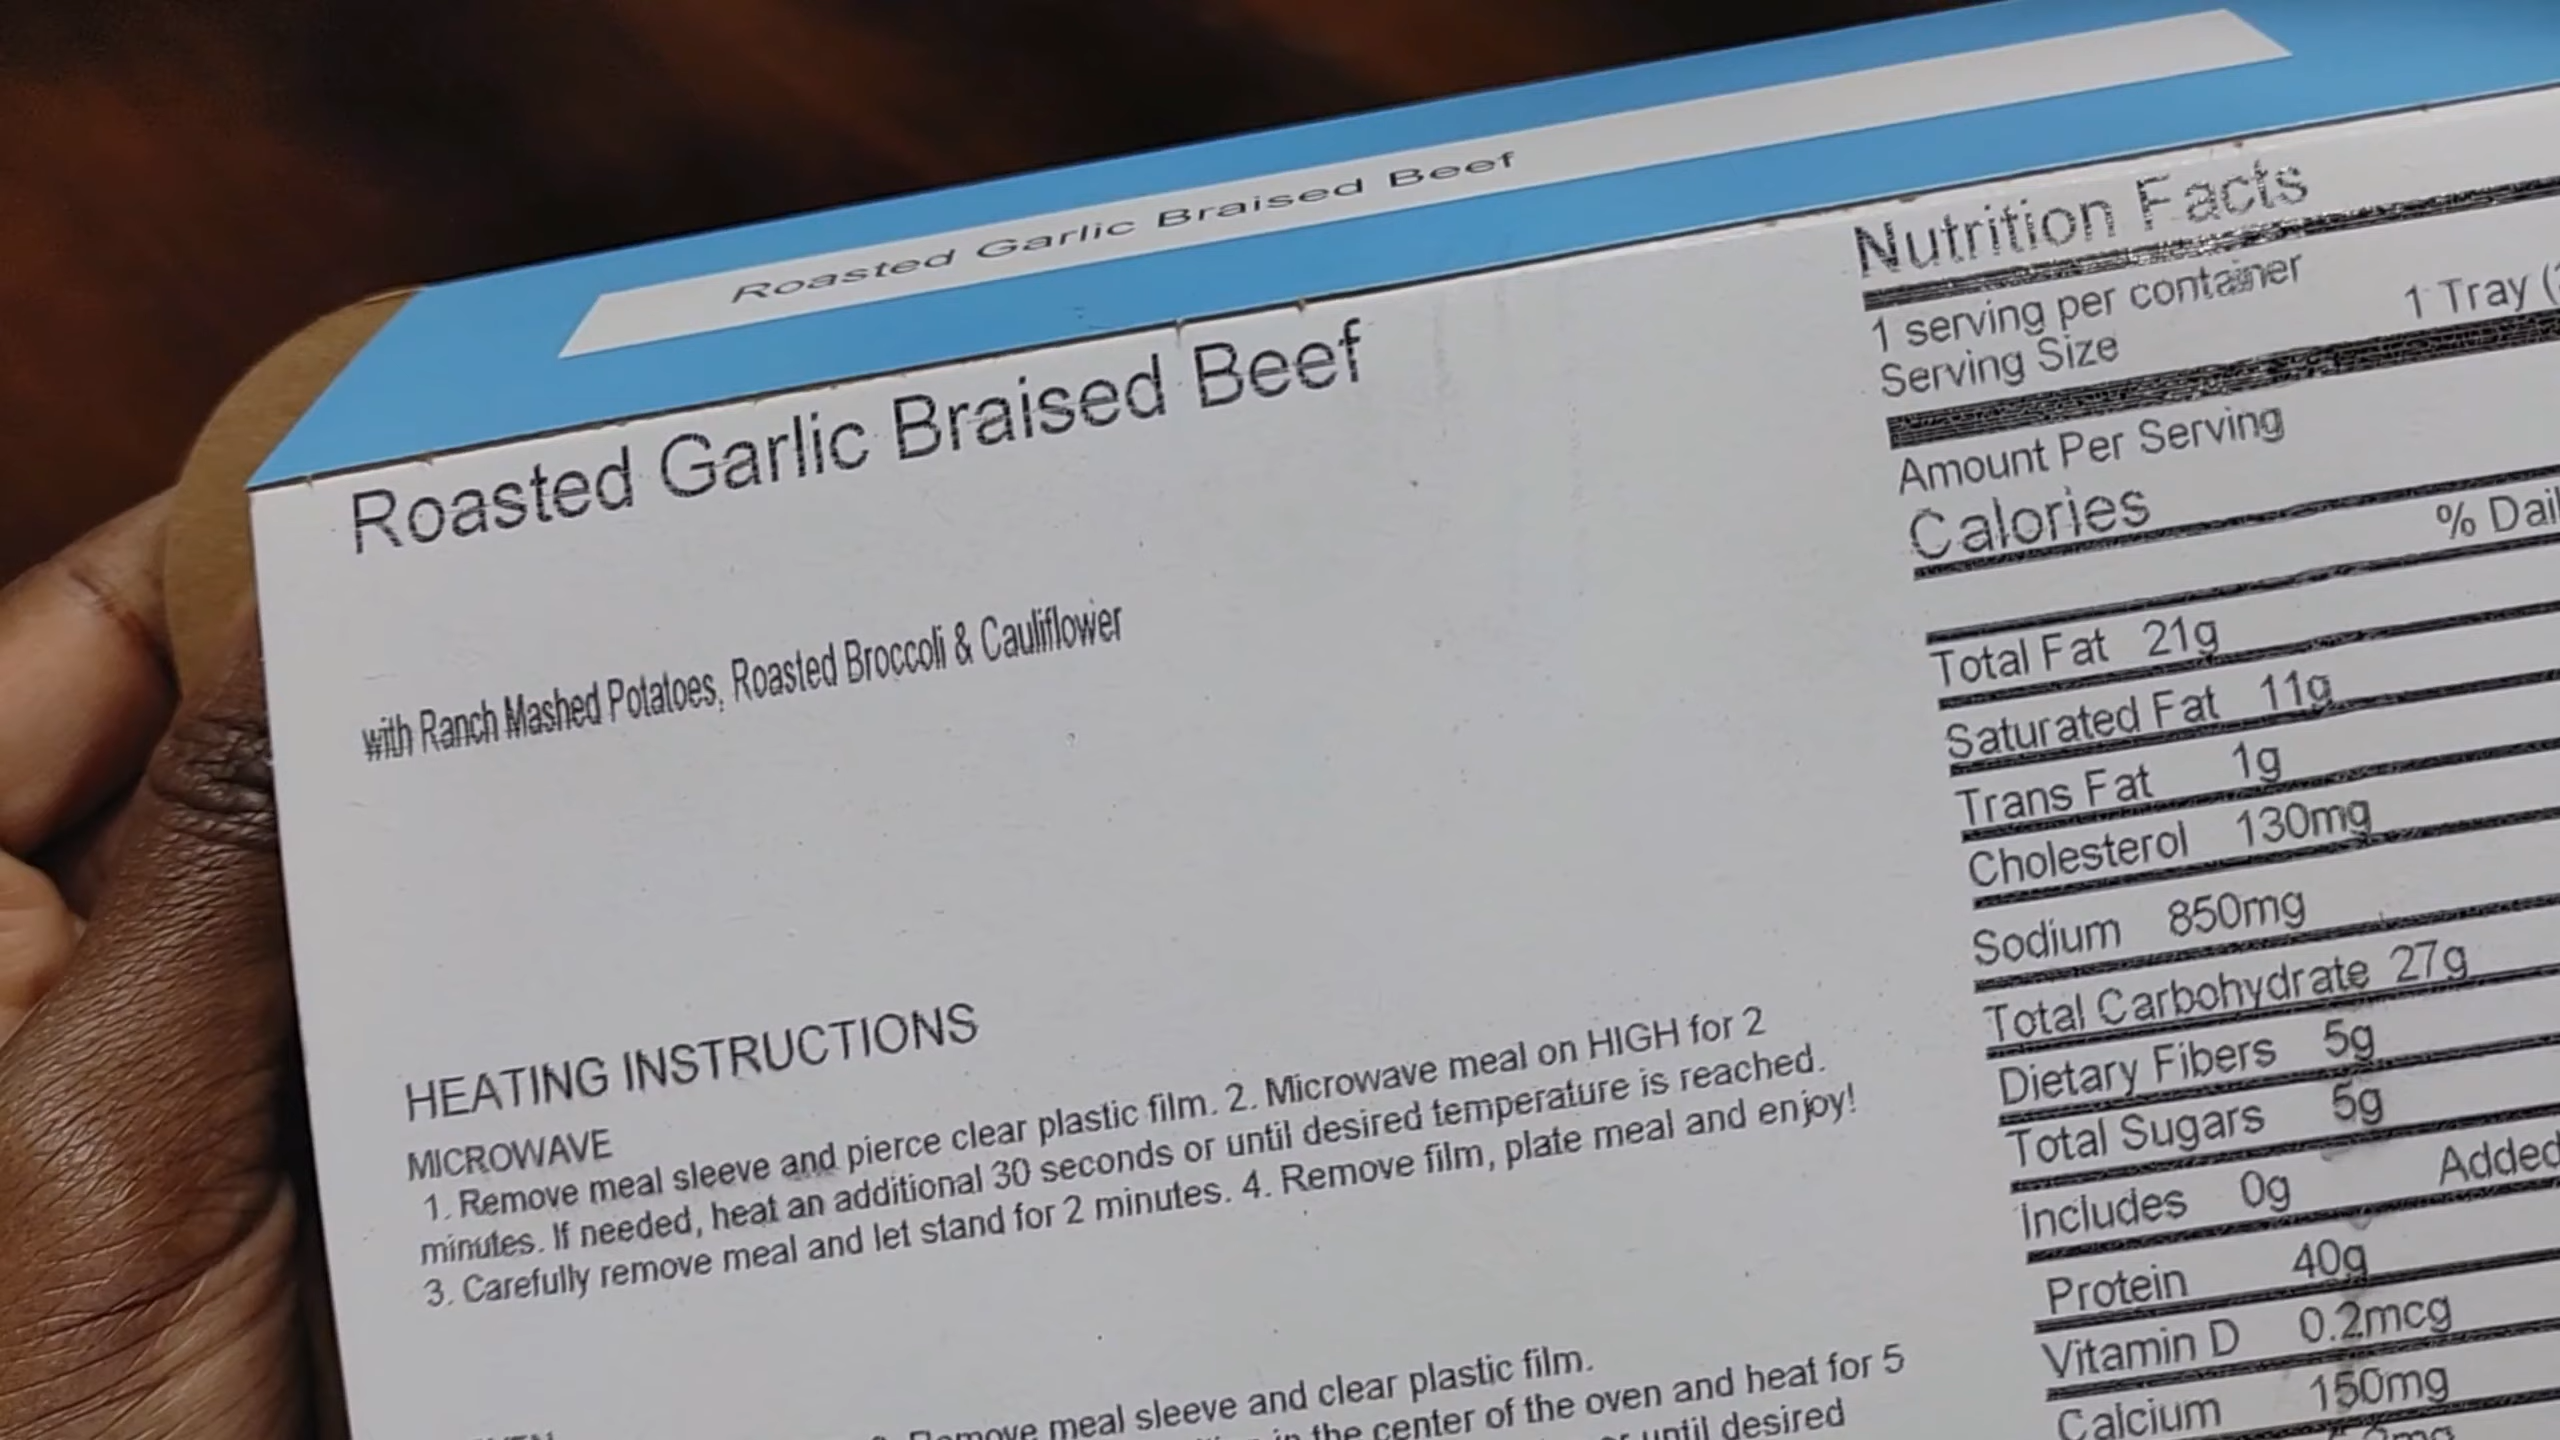 Roasted Garlic Braised Beef
Roasted Garlic Braised Beef
with Ranch Mashed Potatoes, Roasted Broccoli & Cauliflower
HEATING INSTRUCTIONS
MICROWAVE
1. Remove meal sleeve and pierce clear plastic film. 2. Microwave meal on HIGH for 2
minutes. If needed, heat an additional 30 seconds or until desired temperature is reached.
3. Carefully remove meal and let stand for 2 minutes. 4. Remove film, plate meal and enjoy!
meal sleeve and clear plastic film.
in the center of the oven and heat for 5
until desired
Nutrition Facts
1 serving per container
Serving Size 1 Tray (
Amount Per Serving
Calories
% Dail
Total Fat 21g
Saturated Fat 11g
Trans Fat 1g
Cholesterol 130mg
Sodium 850mg
Total Carbohydrate 27g
Dietary Fibers 5g
Total Sugars 5g
Includes 0g Added
Protein 40g
Vitamin D 0.2mcg
Calcium 150mg